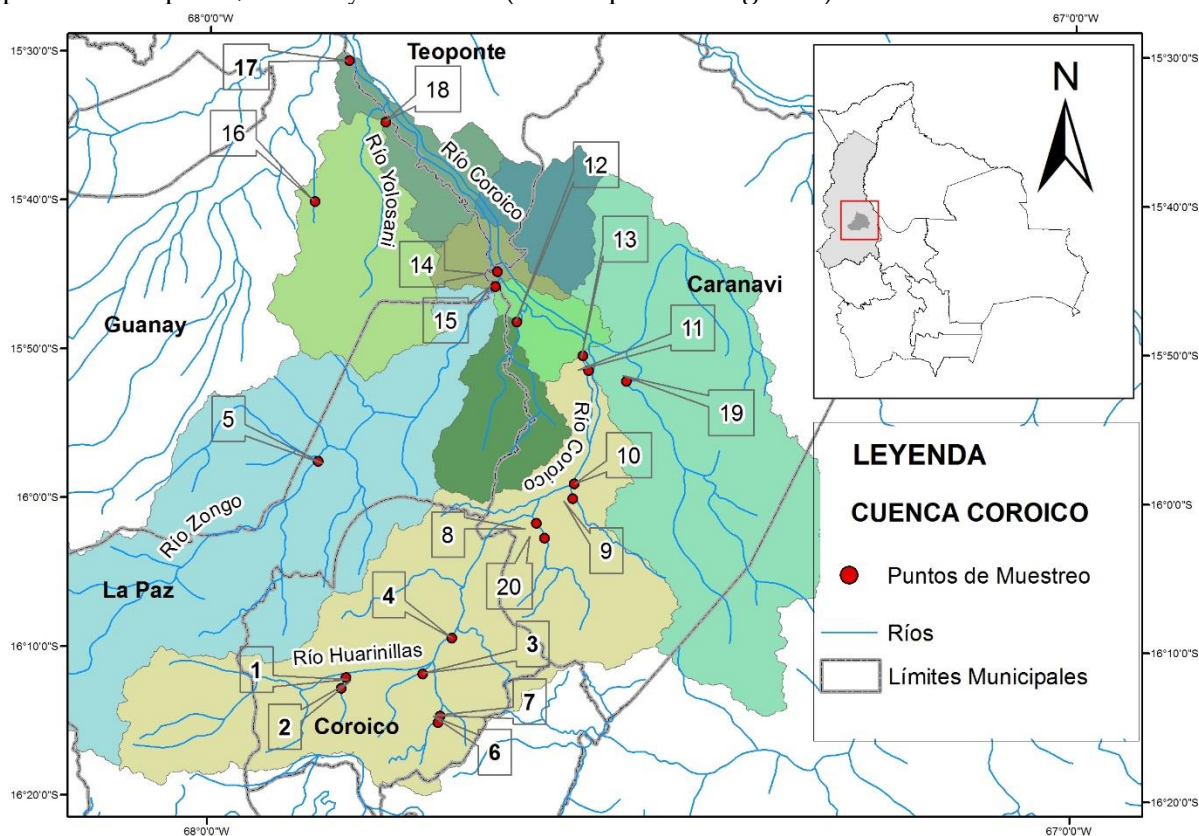 68°0'0"W
67°0'0"W
15°30'0"S
15°30'0"S
Teoponte
17
18
16
N
Río Coroico
Río Yolosani
12
15°40'0"S
15°40'0"S
13
14
Caranavi
Guanay
15
11
15°50'0"S
15°50'0"S
19
5
Río Coroico
10
LEYENDA
16°0'0"S
16°0'0"S
CUENCA COROICO
Río Zongo
8
9
Puntos de Muestreo
20
La Paz
4
Ríos
3
16°10'0"S
16°10'0"S
Río Huarinillas
1
Límites Municipales
7
2
Coroico
6
16°20'0"S
16°20'0"S
68°0'0"W
67°0'0"W